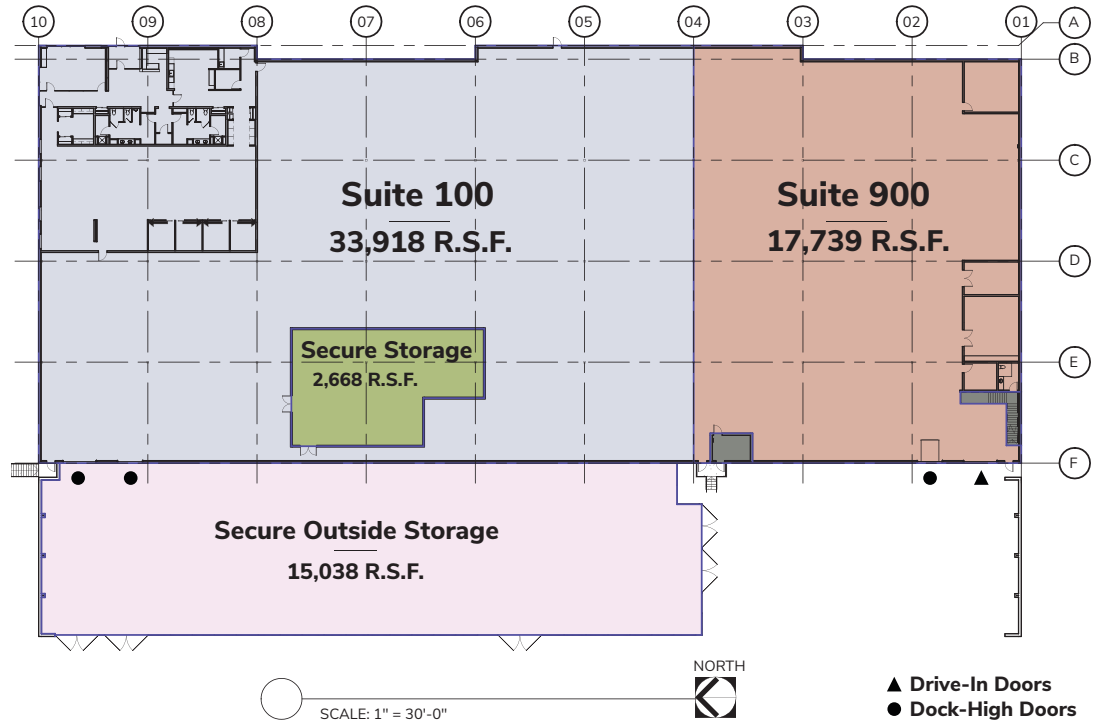 10 09 08 07 06 05 04 03 02 01
A
B
C
Suite 100
33,918 R.S.F.
Suite 900
17,739 R.S.F.
D
Secure Storage
2,668 R.S.F.
E
F
Secure Outside Storage
15,038 R.S.F.
NORTH
SCALE: 1" = 30'-0"
Drive-In Doors
Dock-High Doors